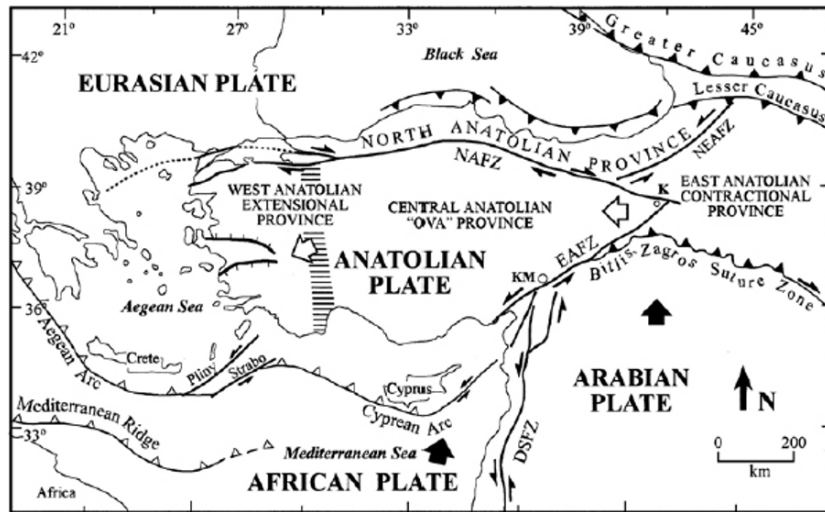 21° 27° 33° 39° 45°
42°
39°
36°
33°
Black Sea
Greater Caucasus
Lesser Caucasus
EURASIAN PLATE
NORTH ANATOLIAN PROVINCE
NAFZ
NEAFZ
K
WEST ANATOLIAN
EXTENSIONAL
PROVINCE
CENTRAL ANATOLIAN
"OVA" PROVINCE
EAST ANATOLIAN
CONTRACTIONAL
PROVINCE
EAFZ
ANATOLIAN
PLATE
KM
Bitlis-Zagros Suture Zone
Aegean Sea
Aegean Arc
Crete
Pliny
Strabo
Cyprus
Cyprean Arc
ARABIAN
PLATE
N
Mediterranean Ridge
Mediterranean Sea
DSFZ
0 200
km
AFRICAN PLATE
Africa